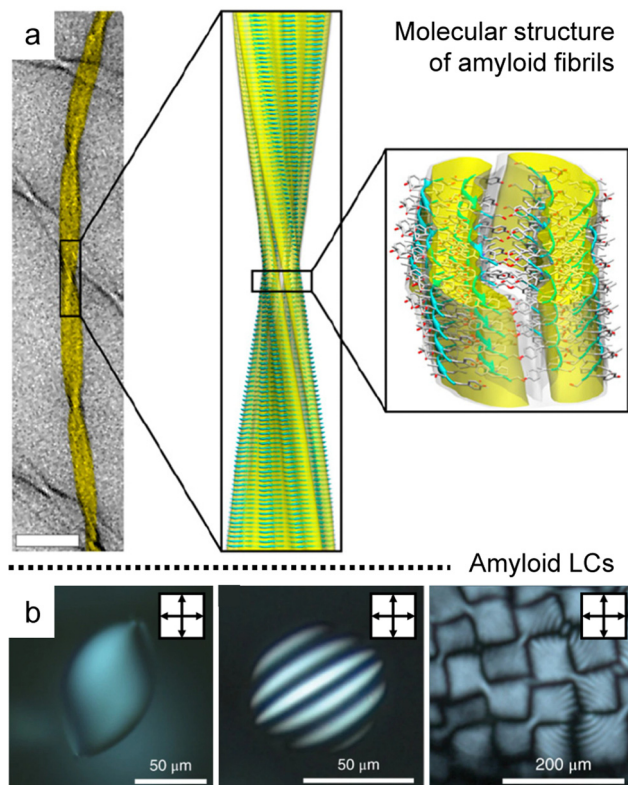 a
Molecular structure
of amyloid fibrils
Amyloid LCs
b
50 μm
50 μm
200 μm